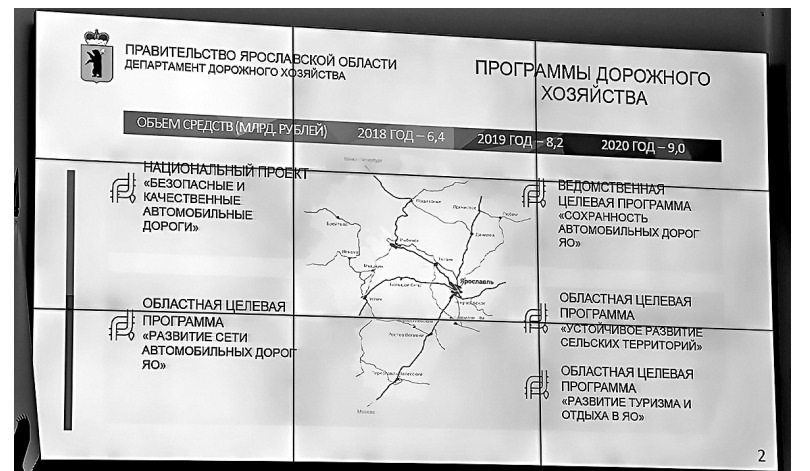 ПРАВИТЕЛЬСТВО ЯРОСЛАВСКОЙ ОБЛАСТИ
ДЕПАРТАМЕНТ ДОРОЖНОГО ХОЗЯЙСТВА
ПРОГРАММЫ ДОРОЖНОГО
ХОЗЯЙСТВА
ОБЪЕМ СРЕДСТВ (МЛРД. РУБЛЕЙ) 2018 ГОД – 6,4 2019 ГОД – 8,2 2020 ГОД – 9,0
НАЦИОНАЛЬНЫЙ ПРОЕКТ
«БЕЗОПАСНЫЕ И
КАЧЕСТВЕННЫЕ
АВТОМОБИЛЬНЫЕ
ДОРОГИ»
ОБЛАСТНАЯ ЦЕЛЕВАЯ
ПРОГРАММА
«РАЗВИТИЕ СЕТИ
АВТОМОБИЛЬНЫХ ДОРОГ
ЯО»
Ярославль
Москва
ВЕДОМСТВЕННАЯ
ЦЕЛЕВАЯ ПРОГРАММА
«СОХРАННОСТЬ
АВТОМОБИЛЬНЫХ ДОРОГ
ЯО»
ОБЛАСТНАЯ ЦЕЛЕВАЯ
ПРОГРАММА
«УСТОЙЧИВОЕ РАЗВИТИЕ
СЕЛЬСКИХ ТЕРРИТОРИЙ»
ОБЛАСТНАЯ ЦЕЛЕВАЯ
ПРОГРАММА
«РАЗВИТИЕ ТУРИЗМА И
ОТДЫХА В ЯО»
2